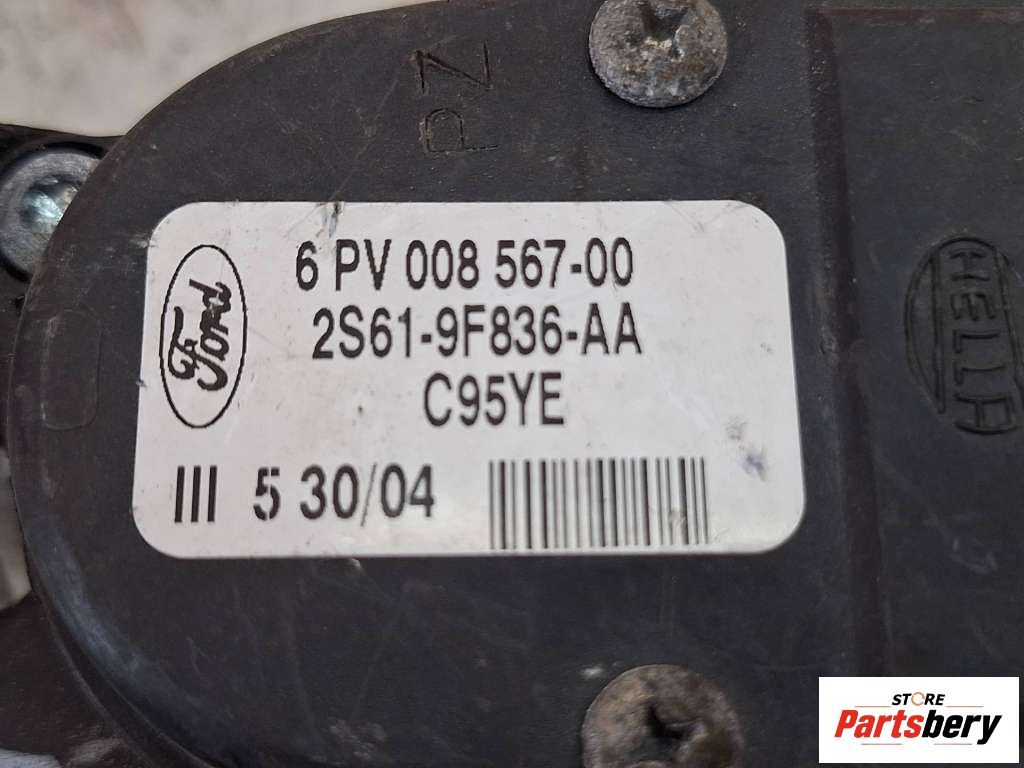 PZ
Ford
6 PV 008 567-00
2S61-9F836-AA
C95YE
III 5 30/04
HELLA
STORE
Partsbery